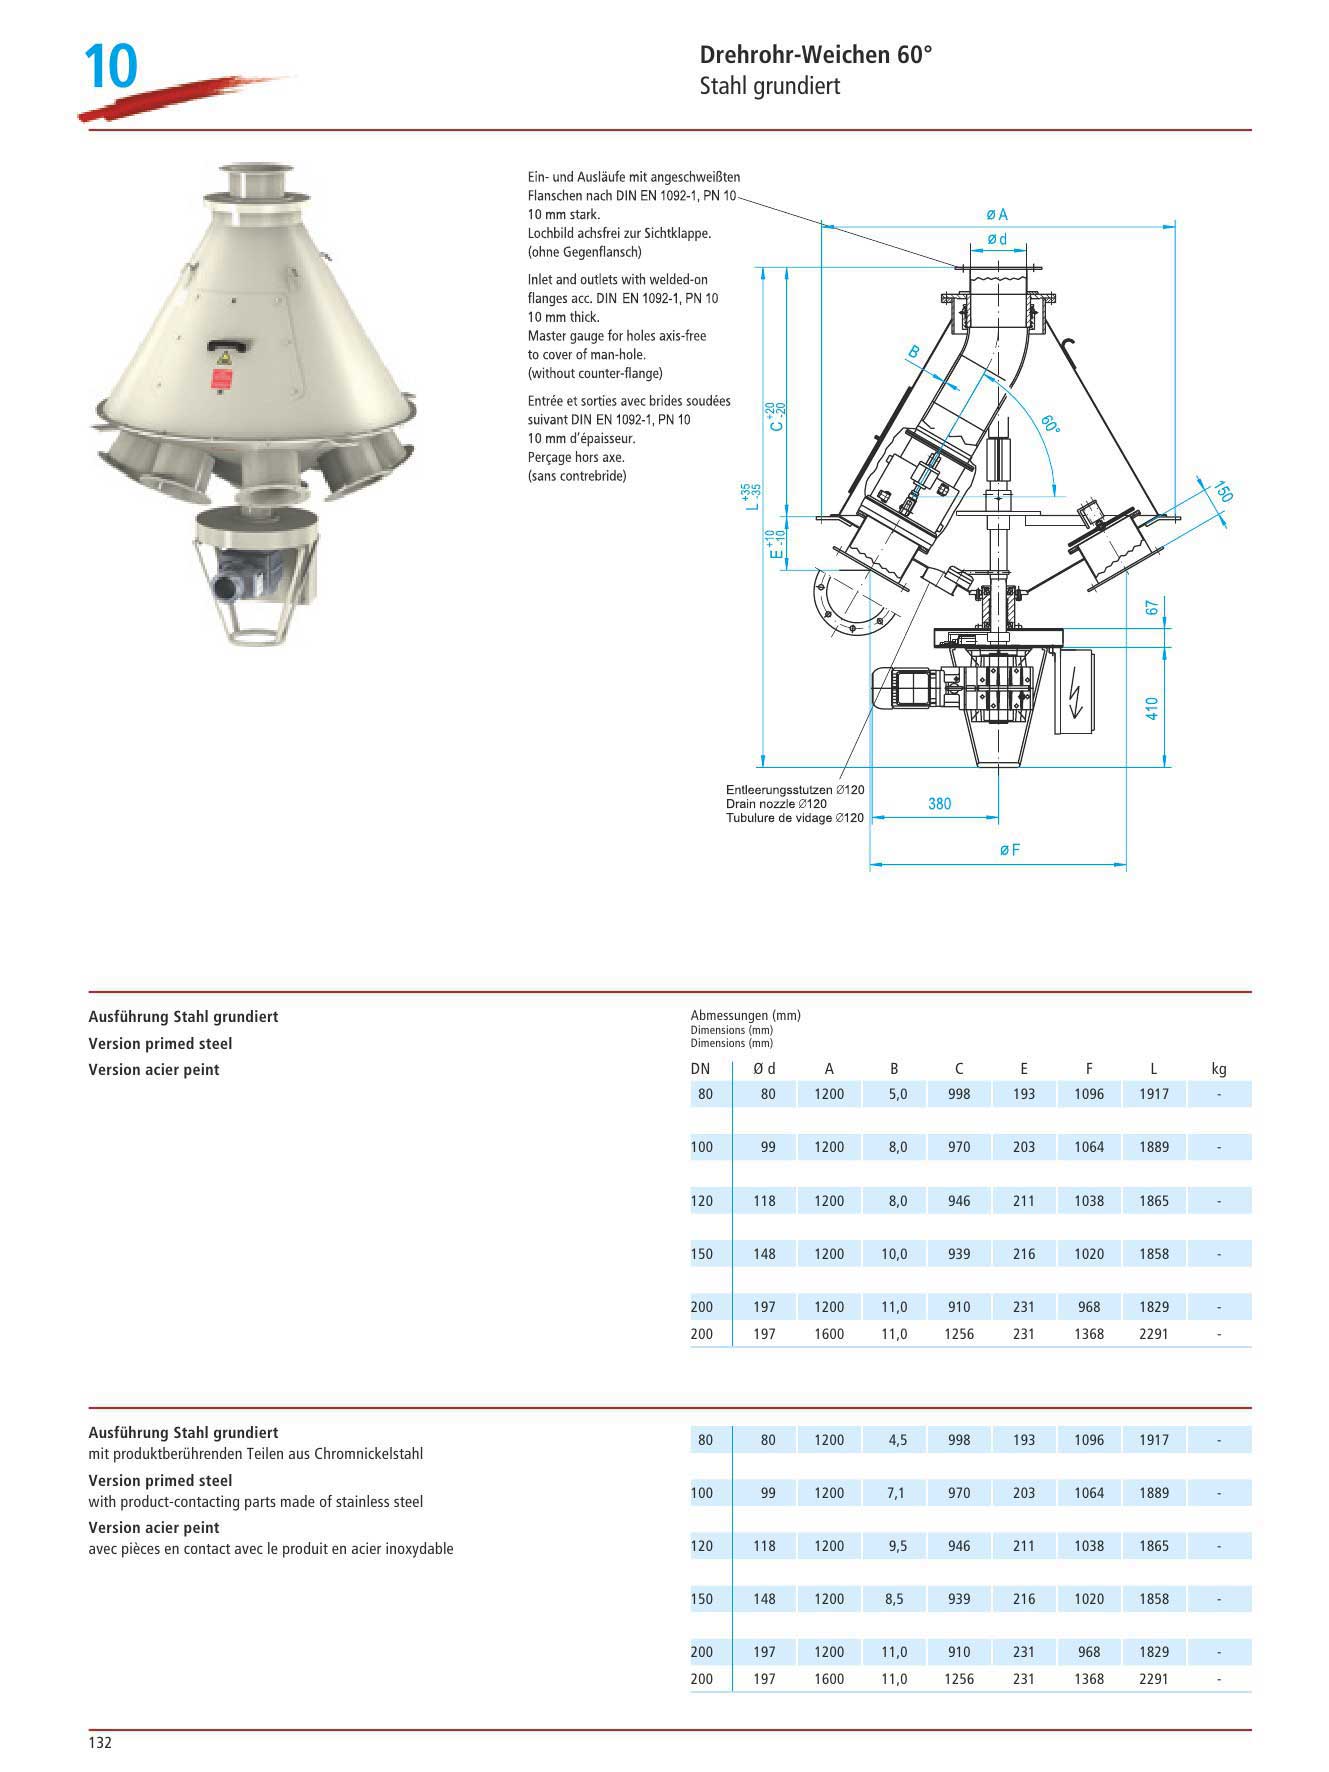 10
Drehrohr-Weichen 60°
Stahl grundiert
Ein- und Ausläufe mit angeschweißten
Flanschen nach DIN EN 1092-1, PN 10
10 mm stark.
Lochbild achsfrei zur Sichtklappe.
(ohne Gegenflansch)
Inlet and outlets with welded-on
flanges acc. DIN EN 1092-1, PN 10
10 mm thick.
Master gauge for holes axis-free
to cover of man-hole.
(without counter-flange)
Entrée et sorties avec brides soudées
suivant DIN EN 1092-1, PN 10
10 mm d'épaisseur.
Perçage hors axe.
(sans contrebride)
ø A
ø d
B
60°
C +20 -20
L +35 -35
E +10 -10
150
67
410
Entleerungsstutzen ∅120
Drain nozzle ∅120
Tubulure de vidage ∅120
380
ø F
Ausführung Stahl grundiert
Version primed steel
Version acier peint
Abmessungen (mm)
Dimensions (mm)
Dimensions (mm)
DN Ø d A B C E F L kg
80 80 1200 5,0 998 193 1096 1917 -
100 99 1200 8,0 970 203 1064 1889 -
120 118 1200 8,0 946 211 1038 1865 -
150 148 1200 10,0 939 216 1020 1858 -
200 197 1200 11,0 910 231 968 1829 -
200 197 1600 11,0 1256 231 1368 2291 -
Ausführung Stahl grundiert
mit produktberührenden Teilen aus Chromnickelstahl
Version primed steel
with product-contacting parts made of stainless steel
Version acier peint
avec pièces en contact avec le produit en acier inoxydable
80 80 1200 4,5 998 193 1096 1917 -
100 99 1200 7,1 970 203 1064 1889 -
120 118 1200 9,5 946 211 1038 1865 -
150 148 1200 8,5 939 216 1020 1858 -
200 197 1200 11,0 910 231 968 1829 -
200 197 1600 11,0 1256 231 1368 2291 -
132